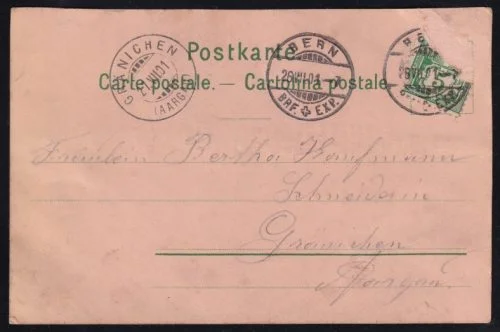 GRÄNICHEN
(AARG.)
Postkarte.
Carte postale. — Cartolina postale.
BERN
BRF. EXP.
Fräulein Bertha Kaufmann
Schneiderin
Gränichen
Aargau.